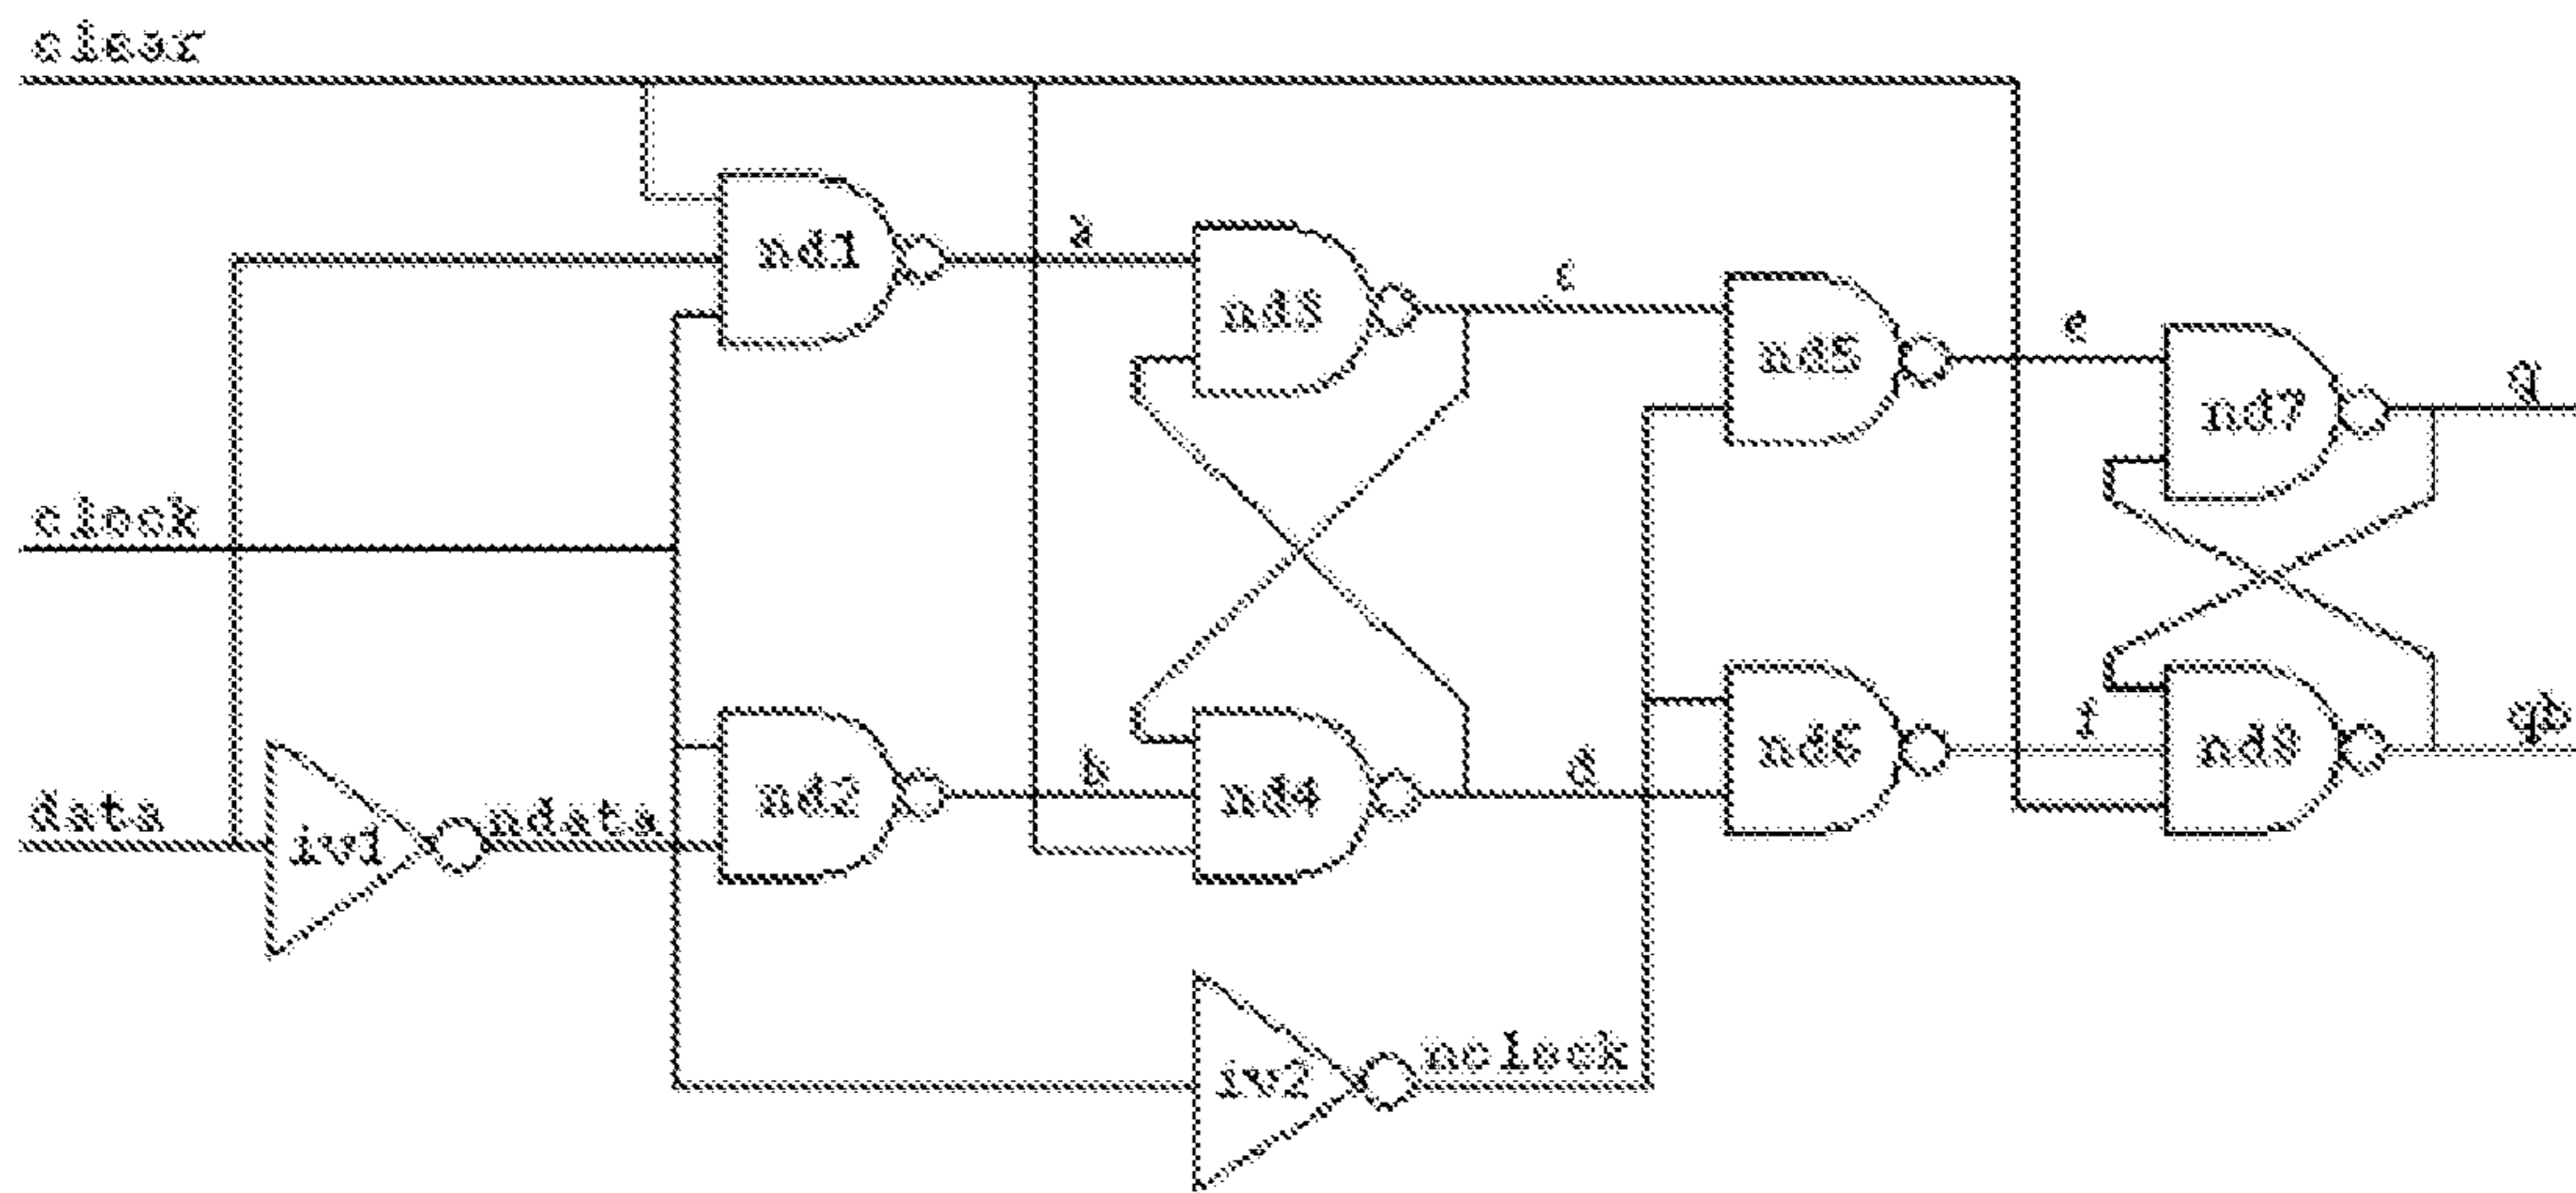 clear
nd1
a
nd3
c
nd5
e
nd7
q
clock
data
iv1
ndata
nd2
b
nd4
d
nd6
f
nd8
qb
iv2
nclock